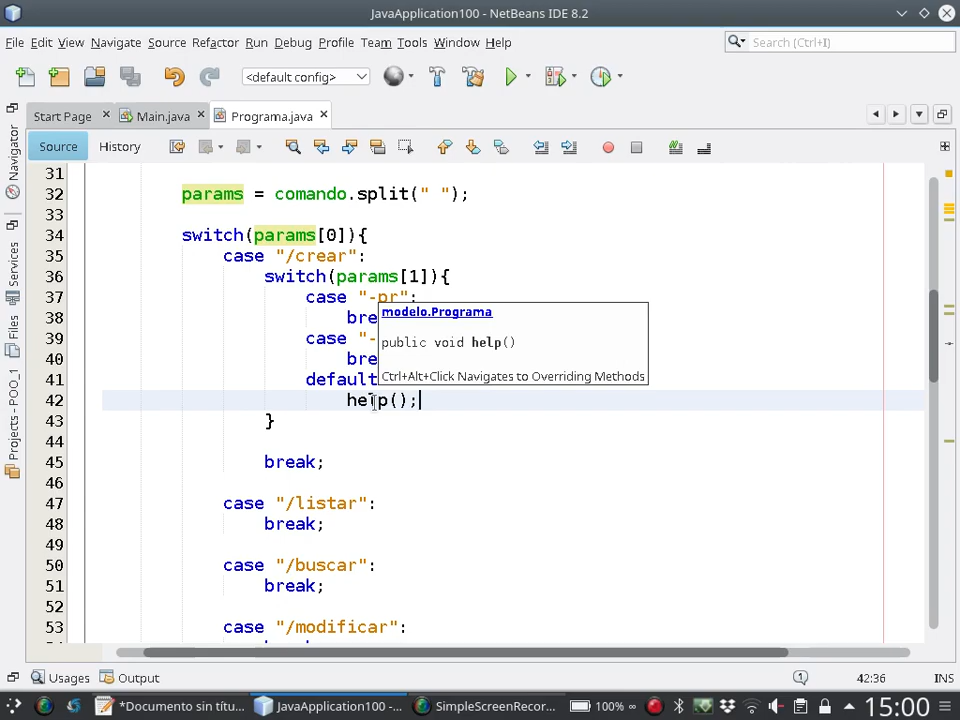 JavaApplication100 - NetBeans IDE 8.2
File Edit View Navigate Source Refactor Run Debug Profile Team Tools Window Help
Search (Ctrl+I)
<default config>
Start Page
Main.java
Programa.java
Source
History
Navigator
Services
Files
Projects - POO_1
31
32 params = comando.split(" ");
33
34 switch(params[0]){
35 case "/crear":
36 switch(params[1]){
37 case "-pr":
38 bre
39 case "-
40 bre
41 default
42 help();
43 }
44
45 break;
46
47 case "/listar":
48 break;
49
50 case "/buscar":
51 break;
52
53 case "/modificar":
modelo.Programa
public void help()
Ctrl+Alt+Click Navigates to Overriding Methods
Usages
Output
1
42:36
INS
*Documento sin títu...
JavaApplication100 -...
SimpleScreenRecor...
100% ∞
15:00